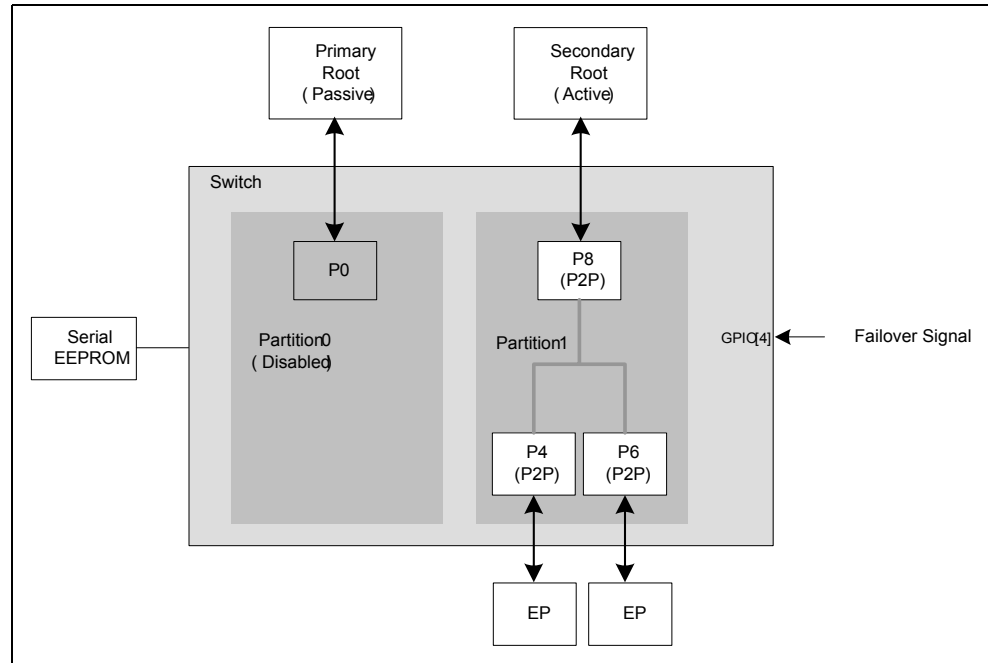 Primary
Root
( Passive)
Secondary
Root
( Active)
Switch
P0
P8
(P2P)
Serial
EEPROM
Partition0
( Disabled)
Partition1
GPIO[4]
Failover Signal
P4
(P2P)
P6
(P2P)
EP
EP